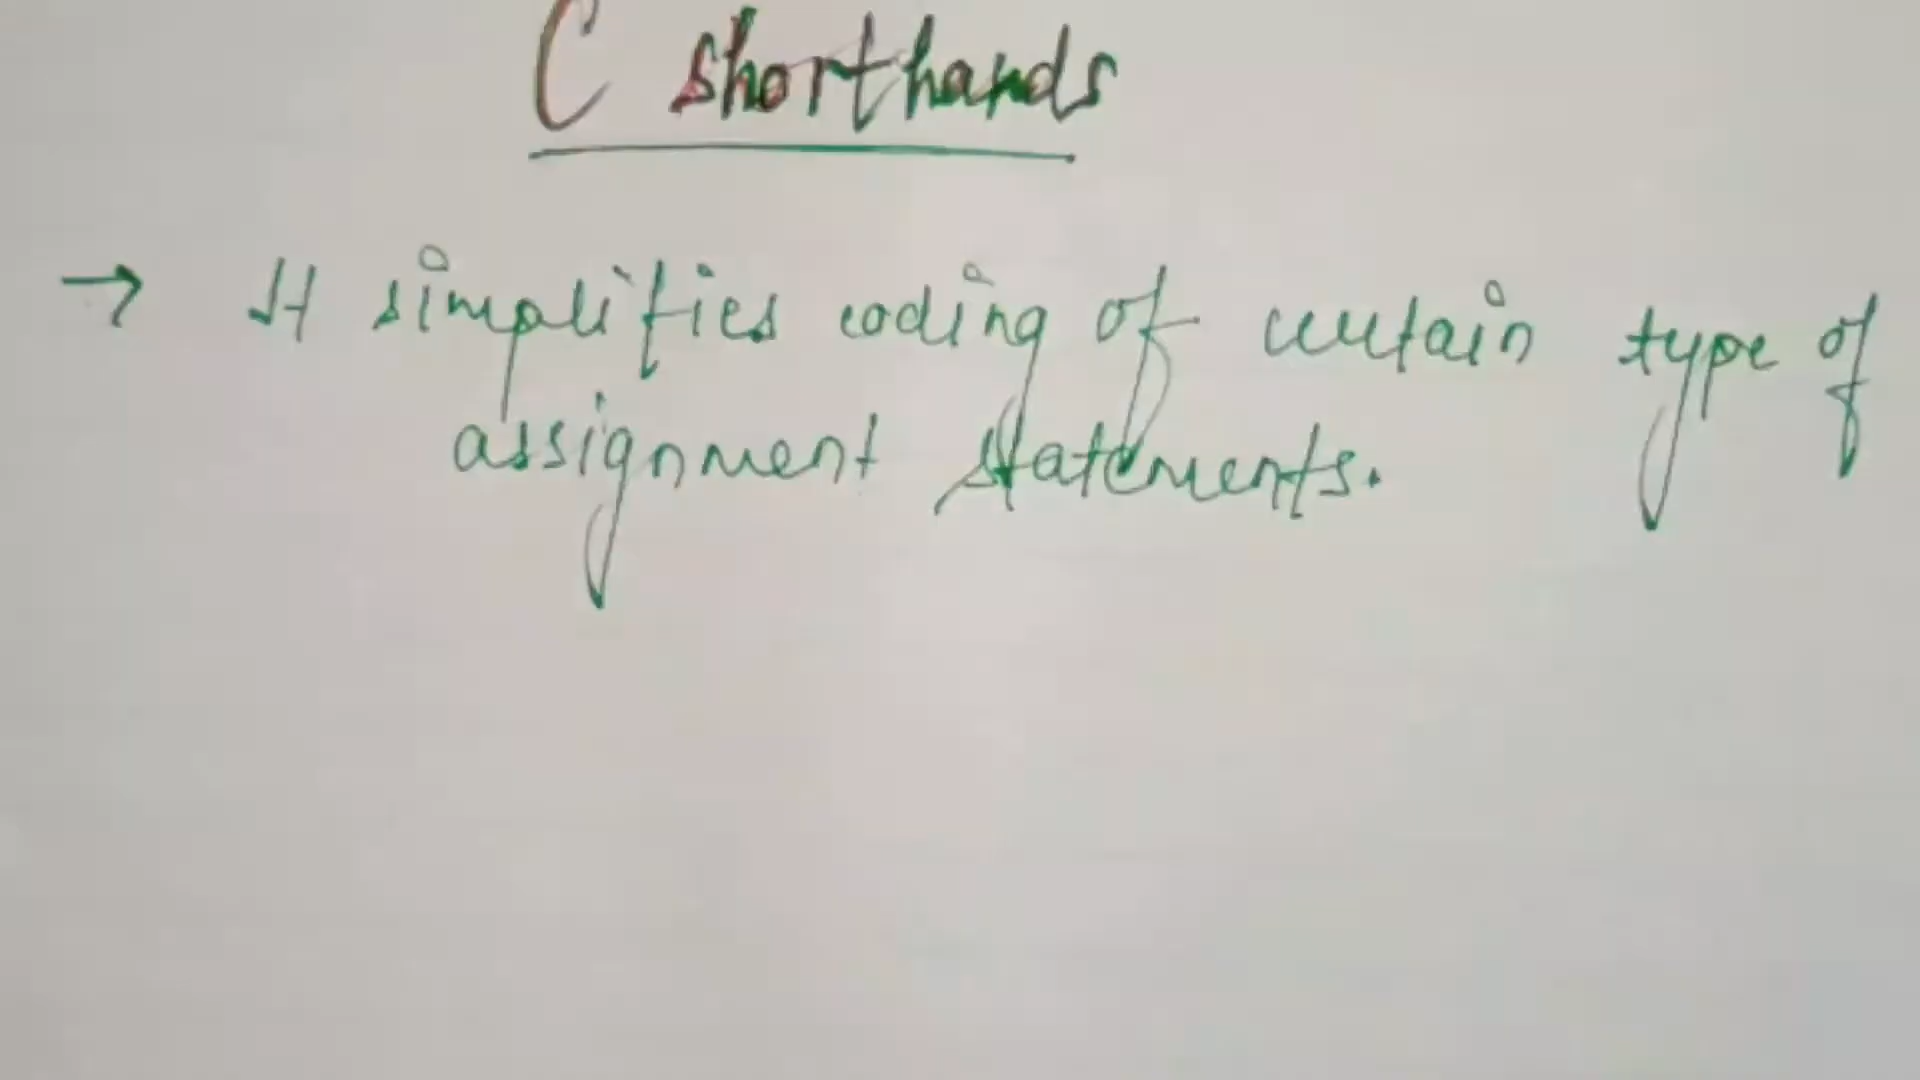 C shorthands
→ It simplifies coding of certain type of
assignment statements.